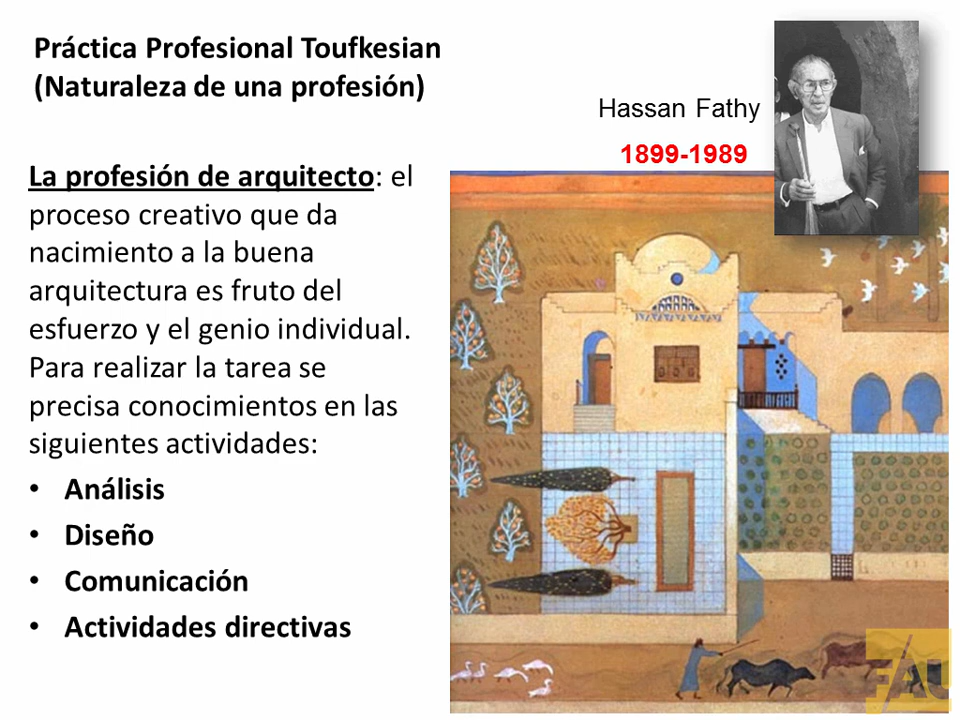 Práctica Profesional Toufkesian
(Naturaleza de una profesión)
Hassan Fathy
1899-1989
La profesión de arquitecto: el
proceso creativo que da
nacimiento a la buena
arquitectura es fruto del
esfuerzo y el genio individual.
Para realizar la tarea se
precisa conocimientos en las
siguientes actividades:
• Análisis
• Diseño
• Comunicación
• Actividades directivas
FAU